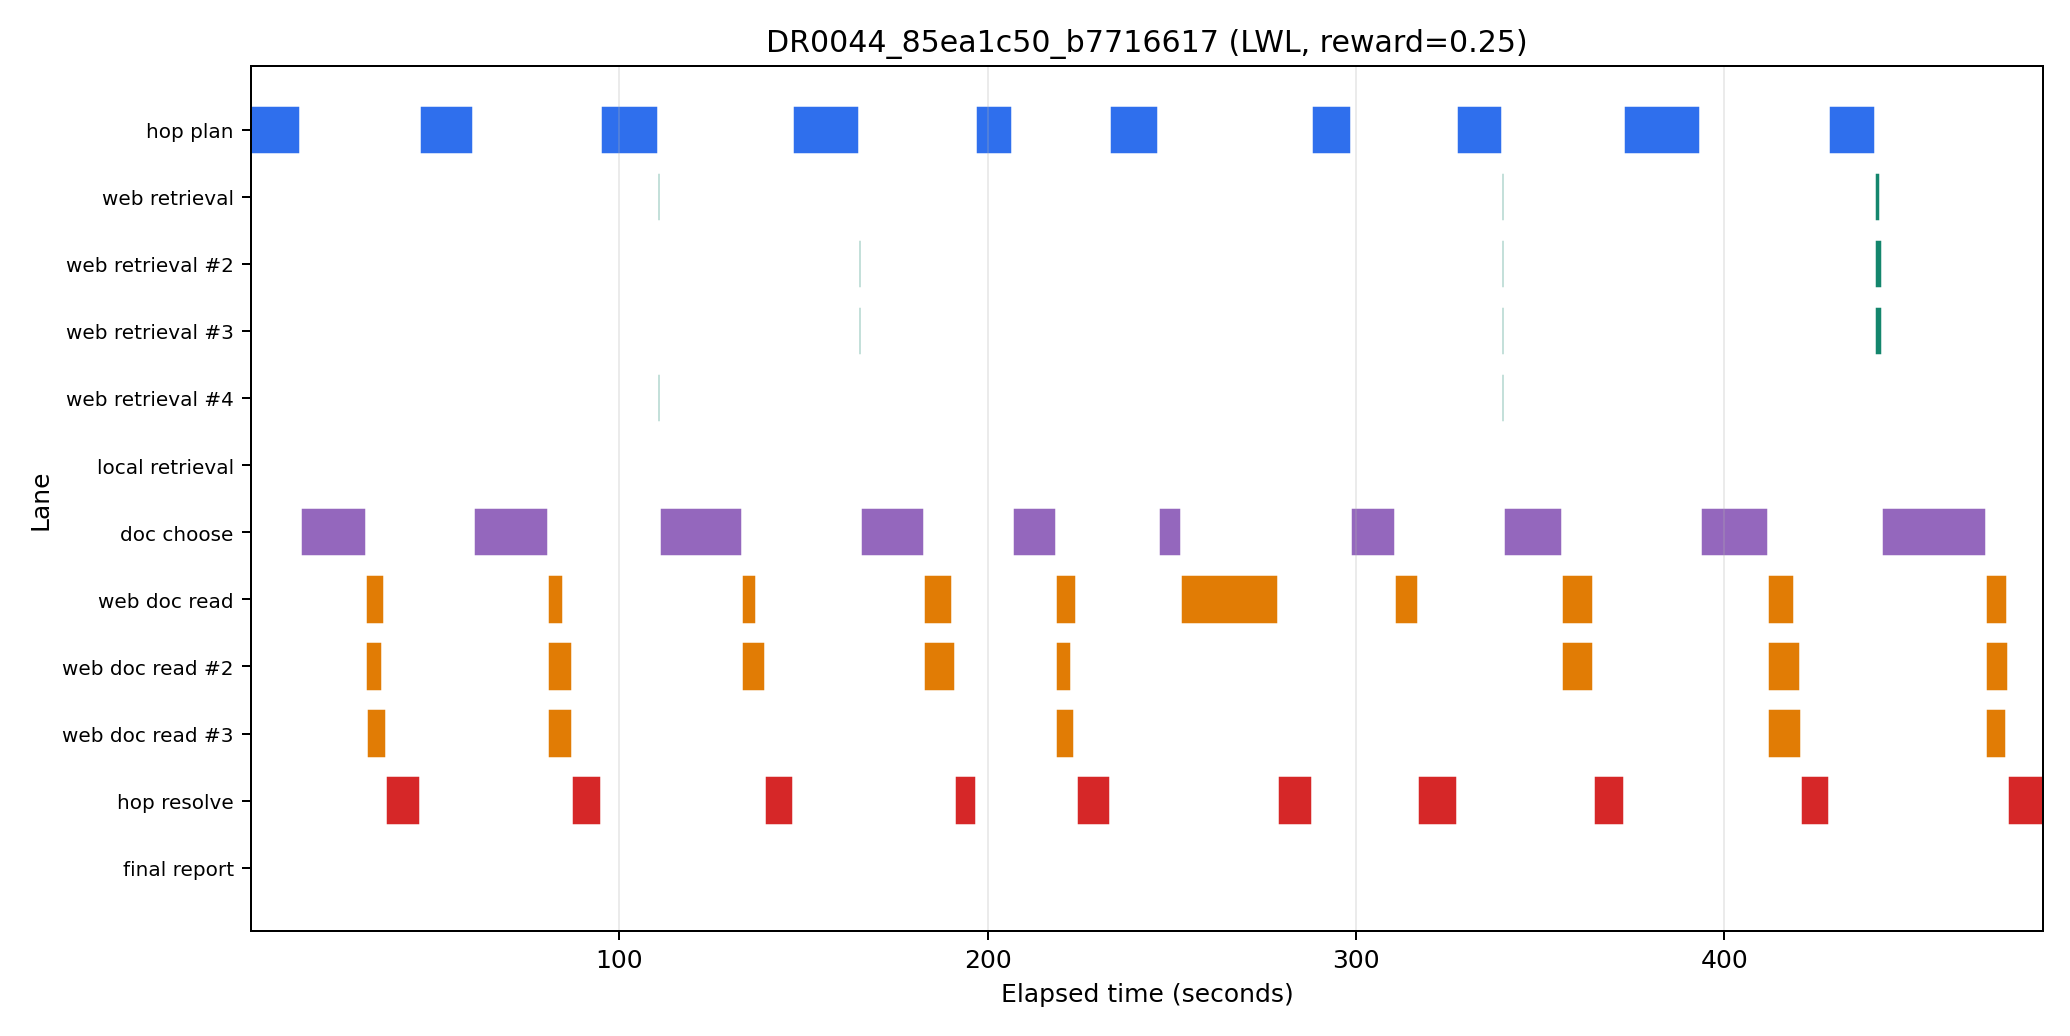 DR0044_85ea1c50_b7716617 (LWL, reward=0.25)
hop plan
web retrieval
web retrieval #2
web retrieval #3
web retrieval #4
local retrieval
doc choose
web doc read
web doc read #2
web doc read #3
hop resolve
final report
Lane
100 200 300 400
Elapsed time (seconds)